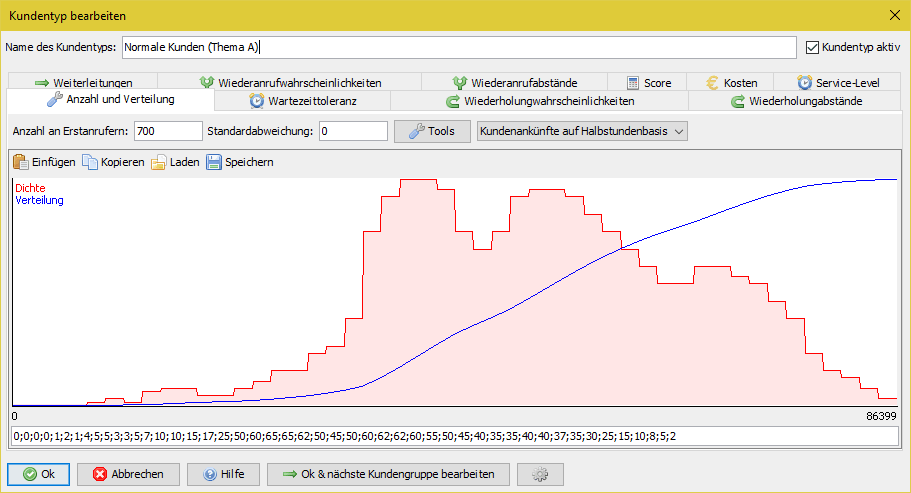 Kundentyp bearbeiten
Name des Kundentyps: Normale Kunden (Thema A) Kundentyp aktiv
Weiterleitungen Wiederanrufwahrscheinlichkeiten Wiederanrufabstände Score Kosten Service-Level
Anzahl und Verteilung Wartezeittoleranz Wiederholungwahrscheinlichkeiten Wiederholungabstände
Anzahl an Erstanrufern: 700 Standardabweichung: 0 Tools Kundenankünfte auf Halbstundenbasis
Einfügen Kopieren Laden Speichern
Dichte
Verteilung
0 86399
0;0;0;0;1;2;1;4;5;5;3;3;5;7;10;10;15;17;25;50;60;65;65;62;50;45;50;60;62;62;60;55;50;45;40;35;35;40;40;37;35;30;25;15;10;8;5;2
Ok Abbrechen Hilfe Ok & nächste Kundengruppe bearbeiten